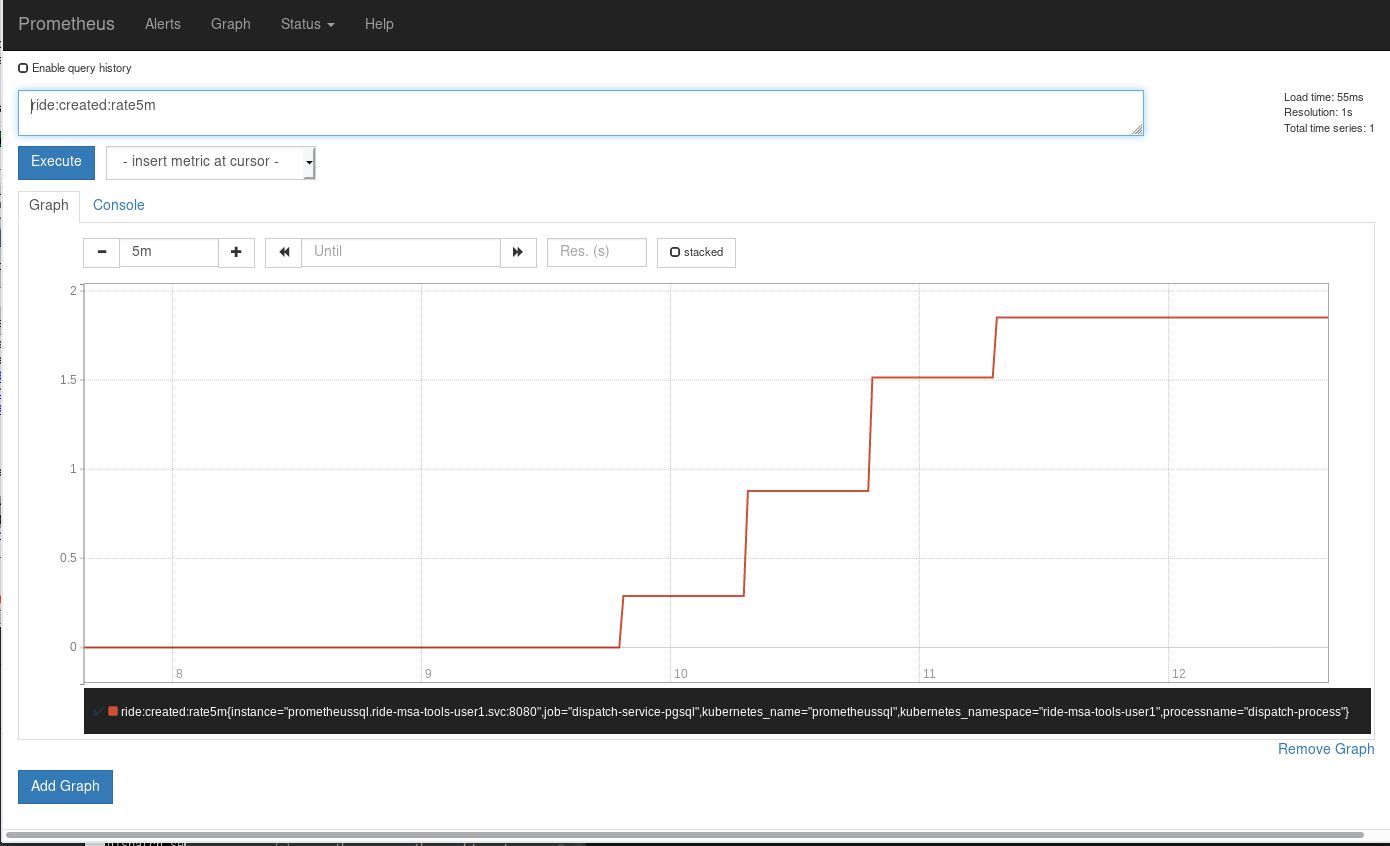 Prometheus Alerts Graph Status Help
Enable query history
ride:created:rate5m
Load time: 55ms
Resolution: 1s
Total time series: 1
Execute - insert metric at cursor -
Graph Console
5m Until Res. (s) stacked
2
1.5
1
0.5
0
8 9 10 11 12
ride:created:rate5m{instance="prometheussql.ride-msa-tools-user1.svc:8080",job="dispatch-service-pgsql",kubernetes_name="prometheussql",kubernetes_namespace="ride-msa-tools-user1",processname="dispatch-process"}
Remove Graph
Add Graph